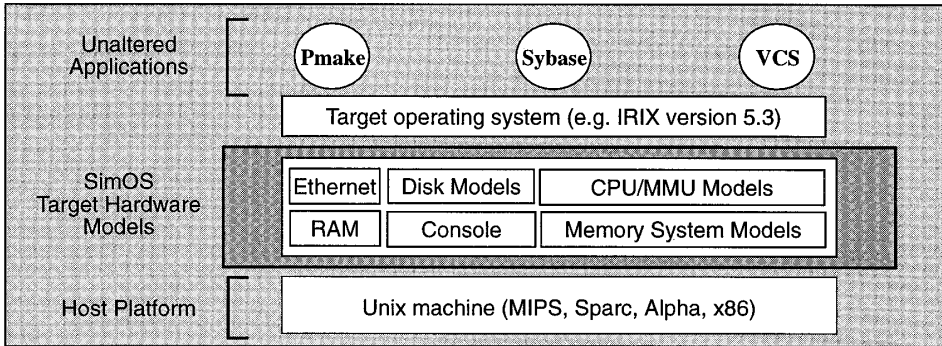 Unaltered
Applications
Pmake
Sybase
VCS
Target operating system (e.g. IRIX version 5.3)
SimOS
Target Hardware
Models
Ethernet
Disk Models
CPU/MMU Models
RAM
Console
Memory System Models
Host Platform
Unix machine (MIPS, Sparc, Alpha, x86)